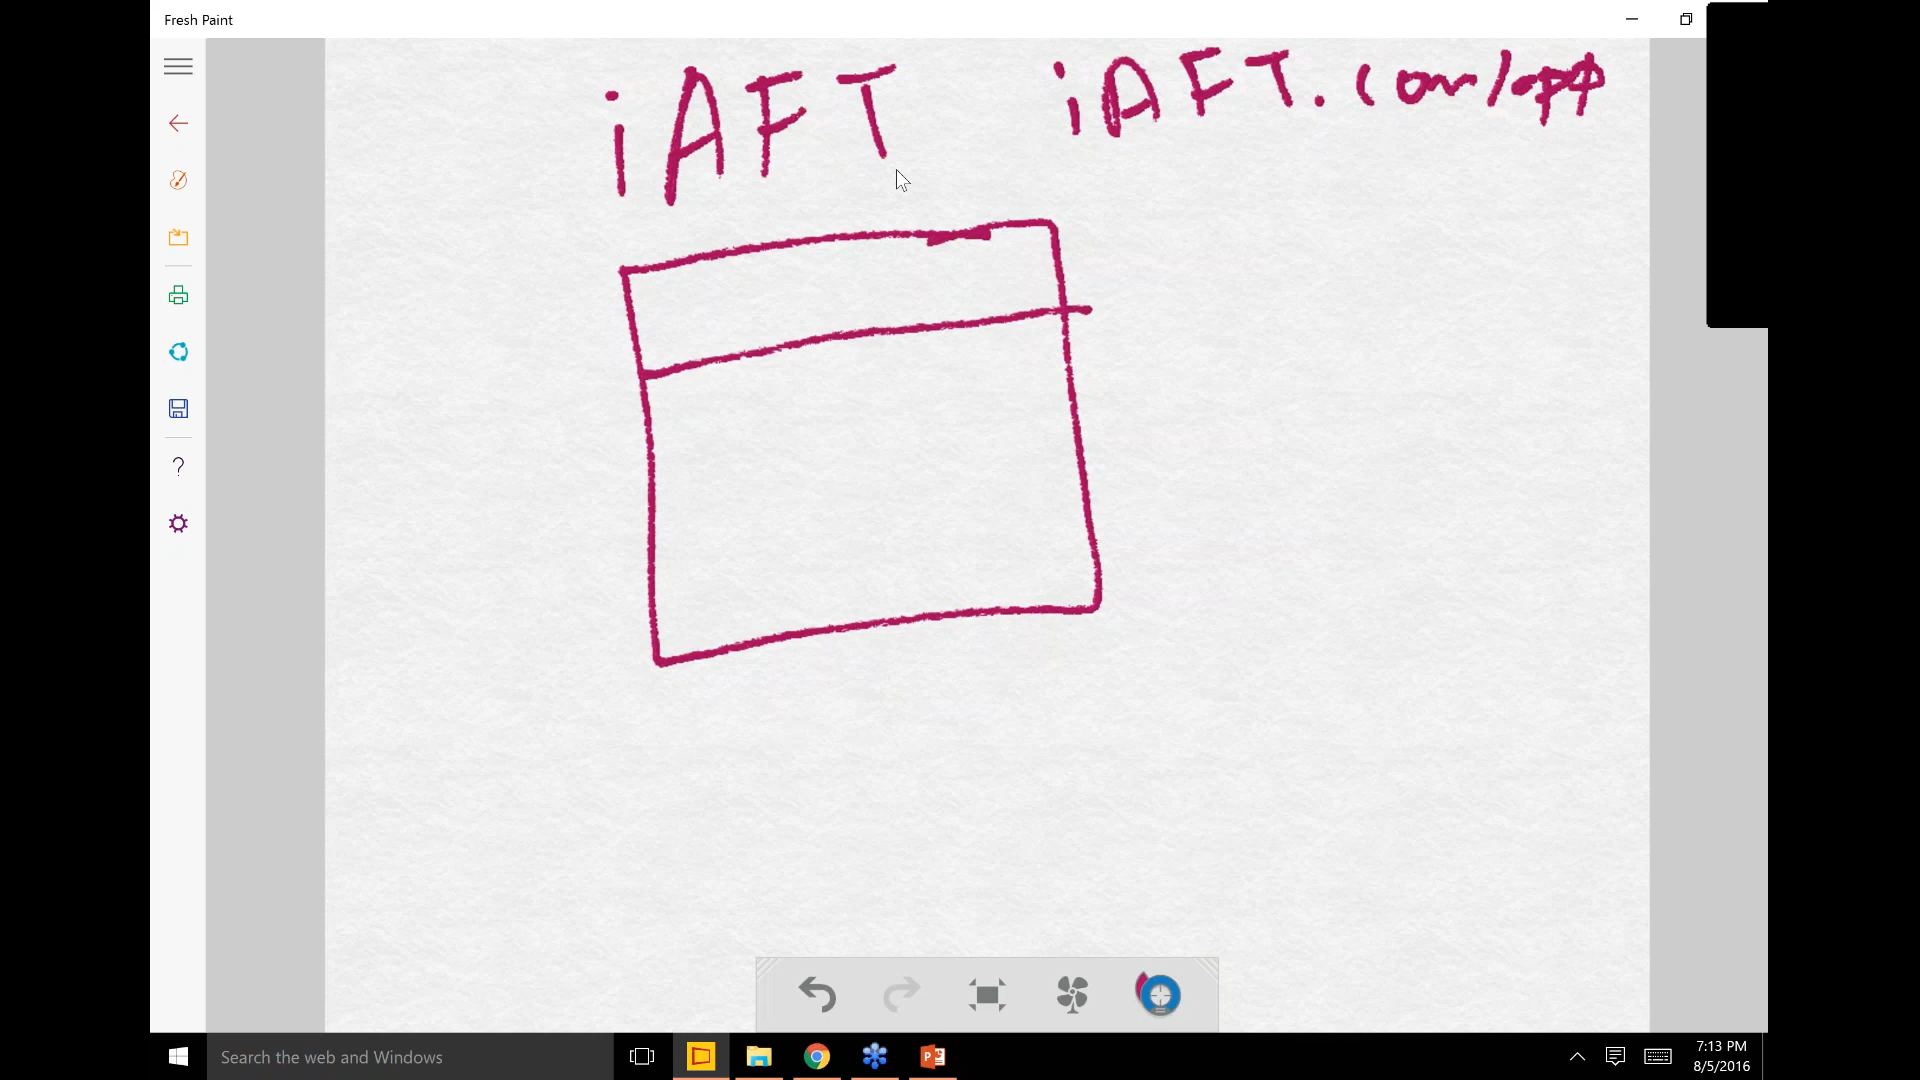 Fresh Paint
iAFT iAFT.com/app
Search the web and Windows
7:13 PM
8/5/2016